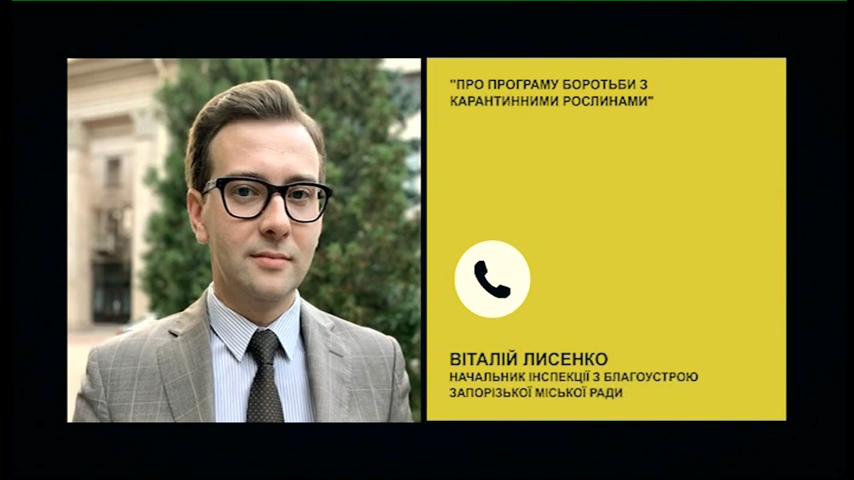 "ПРО ПРОГРАМУ БОРОТЬБИ З
КАРАНТИННИМИ РОСЛИНАМИ"
ВІТАЛІЙ ЛИСЕНКО
НАЧАЛЬНИК ІНСПЕКЦІЇ З БЛАГОУСТРОЮ
ЗАПОРІЗЬКОЇ МІСЬКОЇ РАДИ